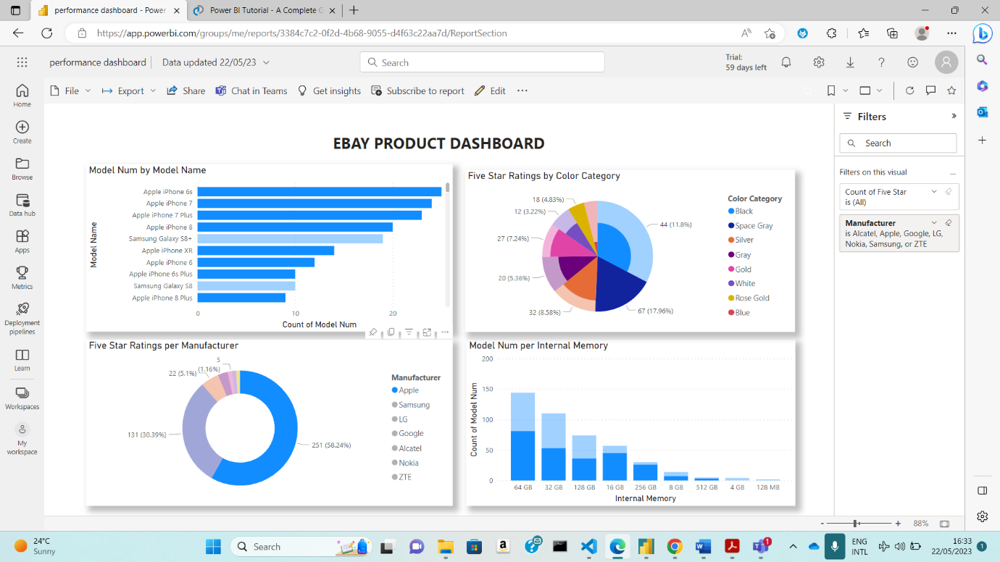 performance dashboard - Power
Power BI Tutorial - A Complete G
https://app.powerbi.com/groups/me/reports/3384c7c2-0f2d-4b68-9055-d4f63c22aa7d/ReportSection
performance dashboard
Data updated 22/05/23
Search
Trial:
59 days left
File
Export
Share
Chat in Teams
Get insights
Subscribe to report
Edit
Home
Create
Browse
Data hub
Apps
Metrics
Deployment
pipelines
Learn
Workspaces
My
workspace
EBAY PRODUCT DASHBOARD
Model Num by Model Name
Model Name
Apple iPhone 6s
Apple iPhone 7
Apple iPhone 7 Plus
Apple iPhone 8
Samsung Galaxy S8+
Apple iPhone XR
Apple iPhone 6
Apple iPhone 6s Plus
Samsung Galaxy S8
Apple iPhone 8 Plus
0 10 20
Count of Model Num
Five Star Ratings by Color Category
18 (4.83%)
12 (3.22%)
27 (7.24%)
20 (5.36%)
32 (8.58%)
44 (11.8%)
67 (17.96%)
Color Category
Black
Space Gray
Silver
Gray
Gold
White
Rose Gold
Blue
Five Star Ratings per Manufacturer
5
(1.16%)
22 (5.1%)
131 (30.39%)
251 (58.24%)
Manufacturer
Apple
Samsung
LG
Google
Alcatel
Nokia
ZTE
Model Num per Internal Memory
Count of Model Num
200
150
100
50
0
64 GB 32 GB 128 GB 16 GB 256 GB 8 GB 512 GB 4 GB 128 MB
Internal Memory
Filters
Search
Filters on this visual
Count of Five Star
is (All)
Manufacturer
is Alcatel, Apple, Google, LG,
Nokia, Samsung, or ZTE
- + 88%
24°C
Sunny
Search
1
ENG
INTL
16:33
22/05/2023
1